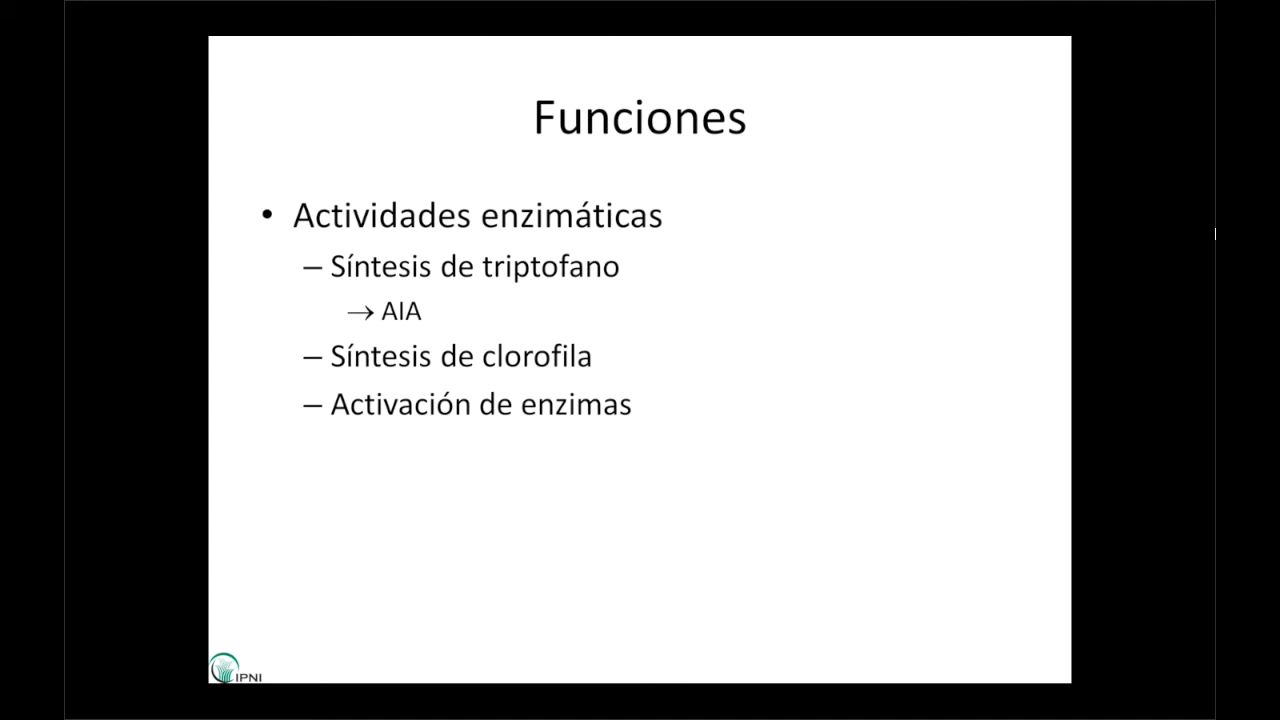 Funciones
• Actividades enzimáticas
– Síntesis de triptofano
→ AIA
– Síntesis de clorofila
– Activación de enzimas
IPNI